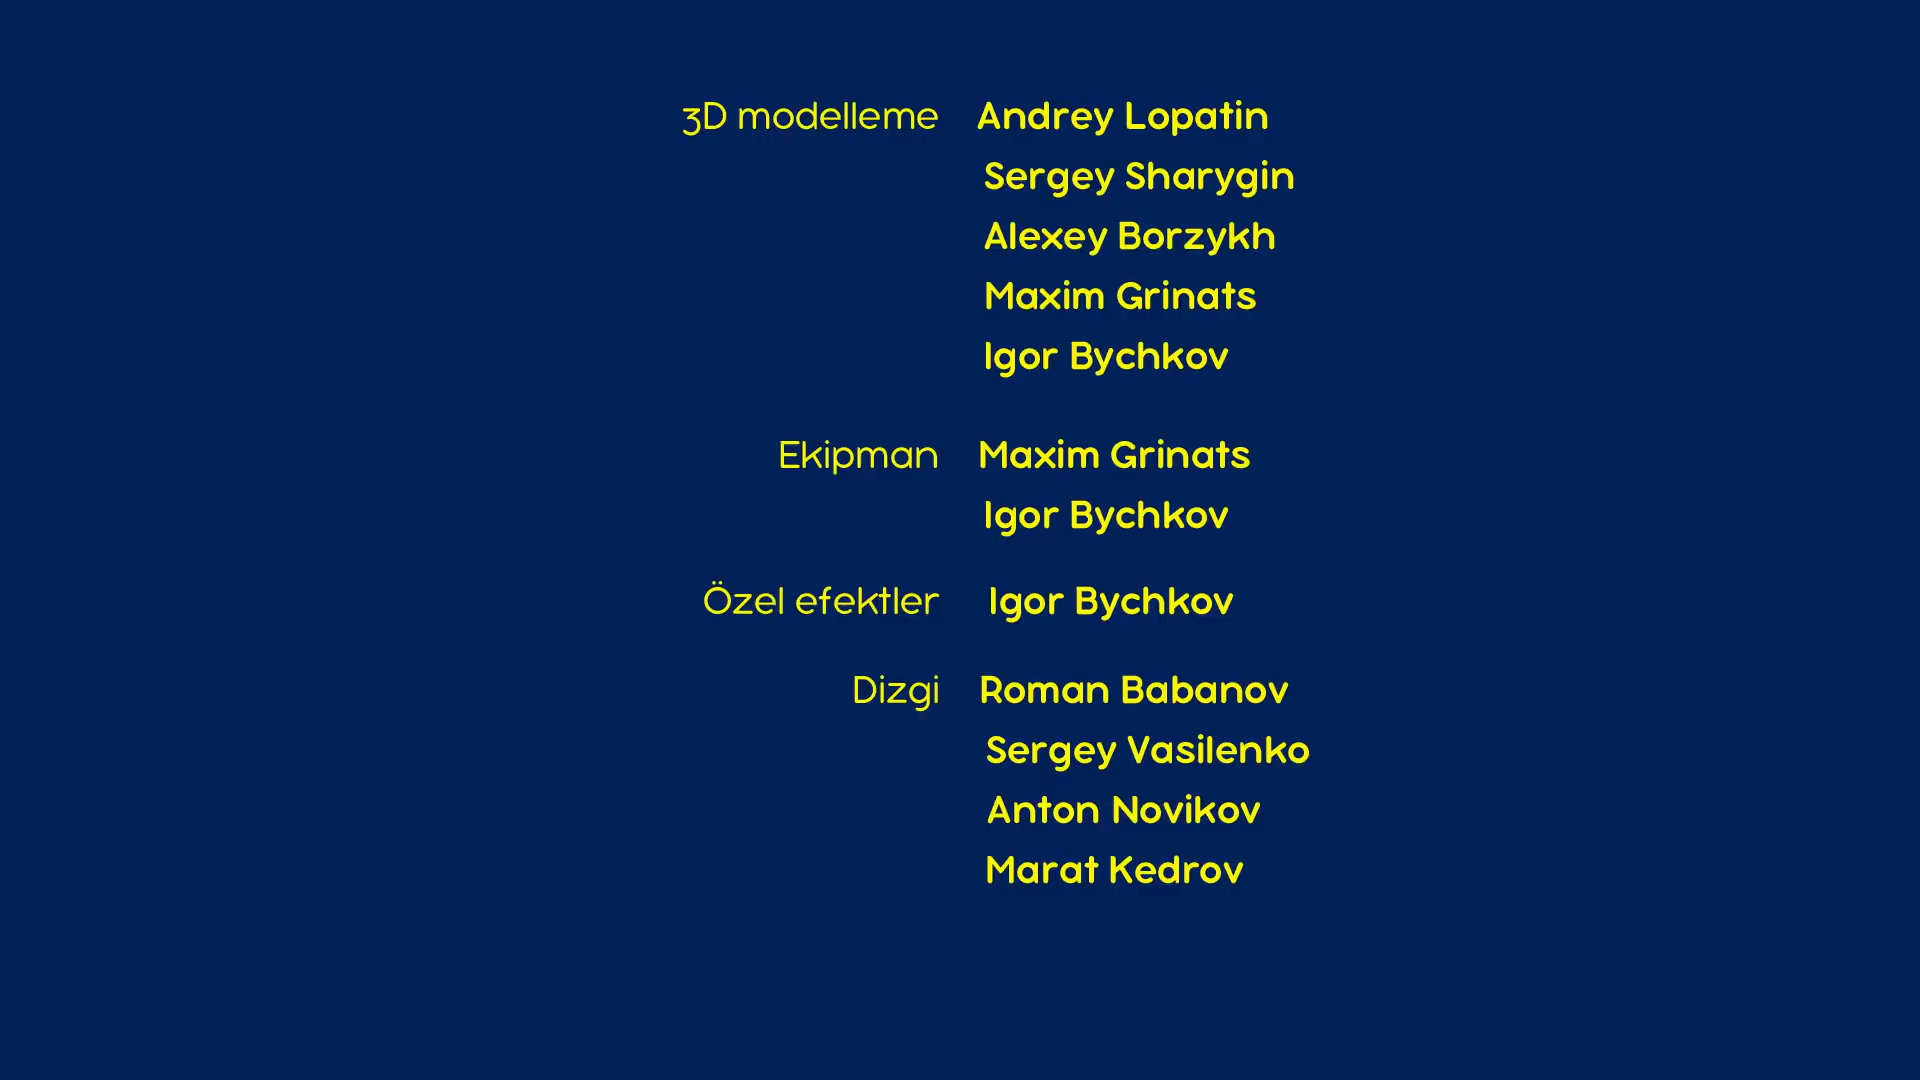 3D modelleme Andrey Lopatin
Sergey Sharygin
Alexey Borzykh
Maxim Grinats
Igor Bychkov
Ekipman Maxim Grinats
Igor Bychkov
Özel efektler Igor Bychkov
Dizgi Roman Babanov
Sergey Vasilenko
Anton Novikov
Marat Kedrov